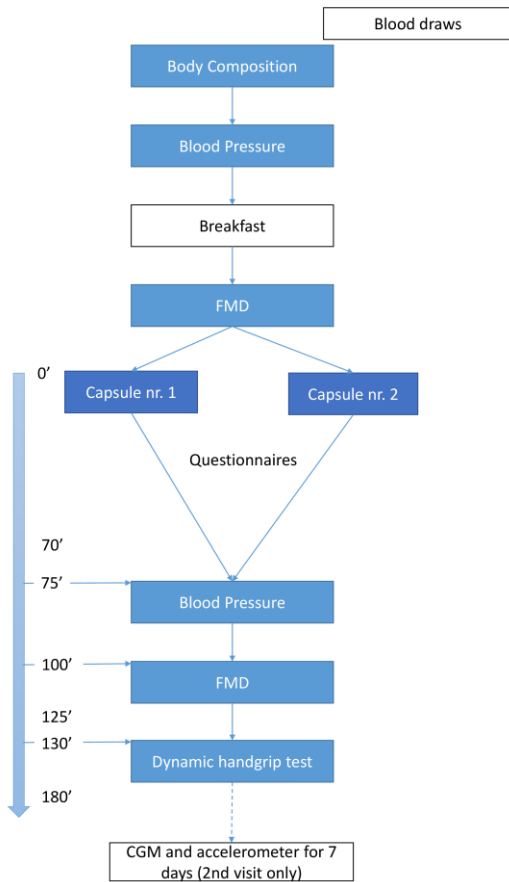 Blood draws
Body Composition
Blood Pressure
Breakfast
FMD
0’
Capsule nr. 1
Capsule nr. 2
Questionnaires
70’
75’
Blood Pressure
100’
FMD
125’
130’
Dynamic handgrip test
180’
CGM and accelerometer for 7
days (2nd visit only)